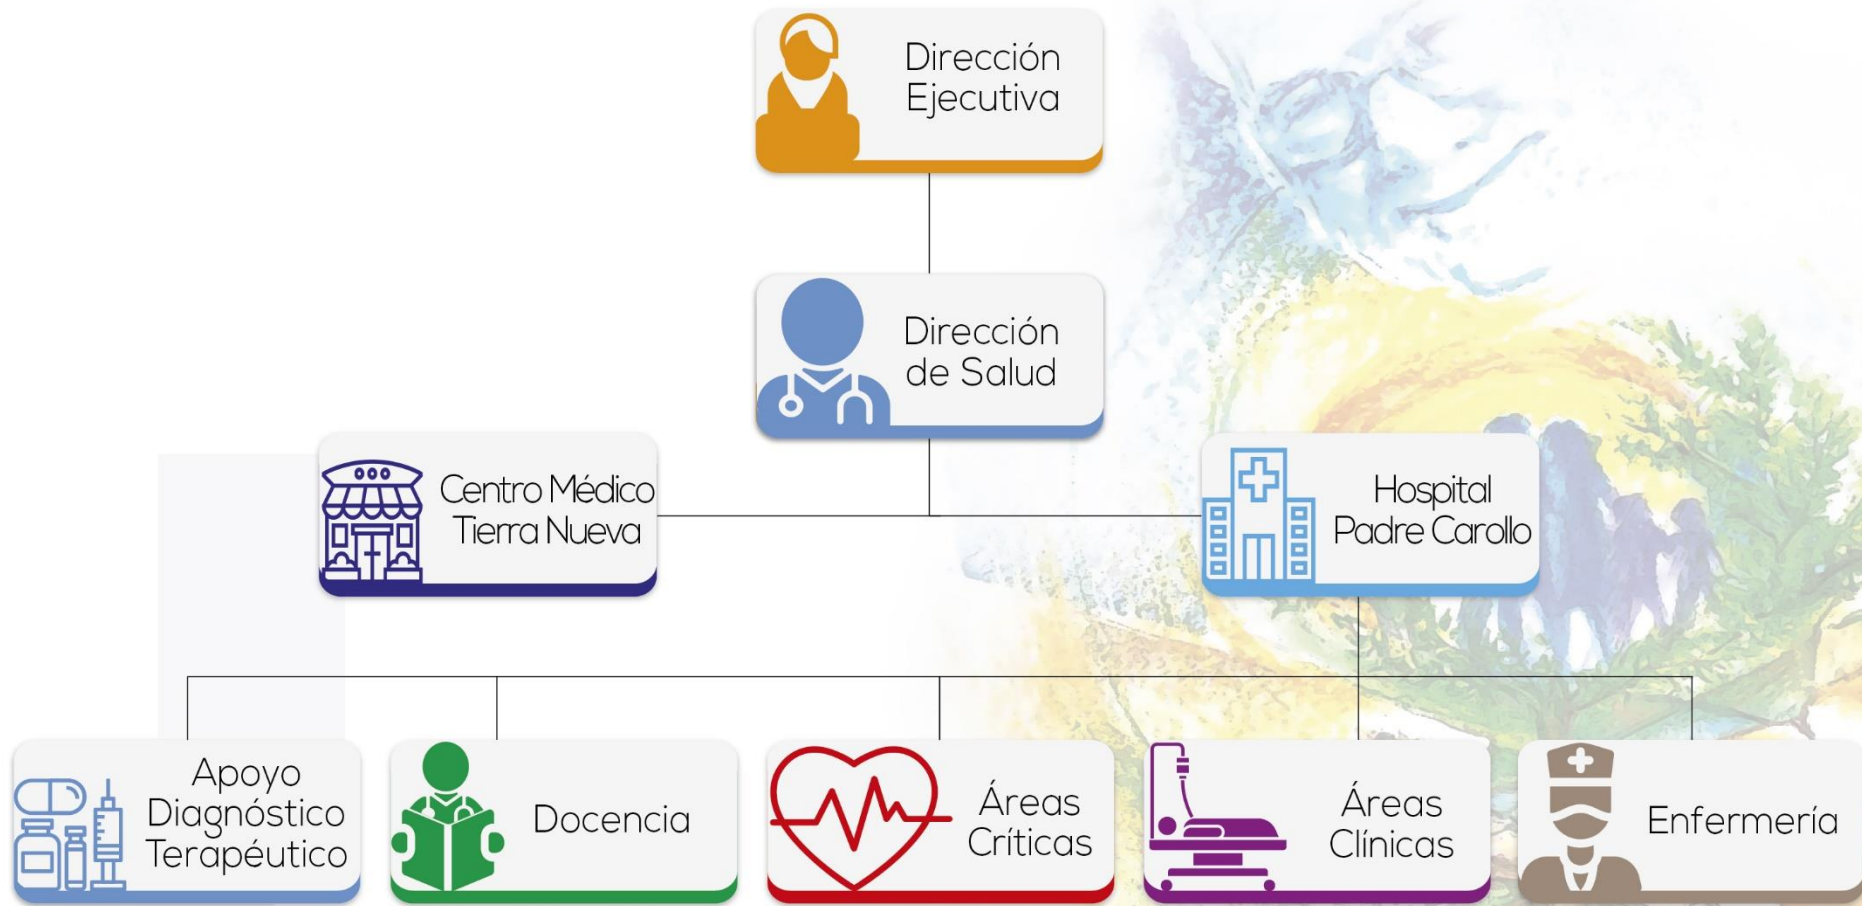 Dirección
Ejecutiva
Dirección
de Salud
Centro Médico
Tierra Nueva
Hospital
Padre Carollo
Apoyo
Diagnóstico
Terapéutico
Docencia
Áreas
Críticas
Áreas
Clínicas
Enfermería